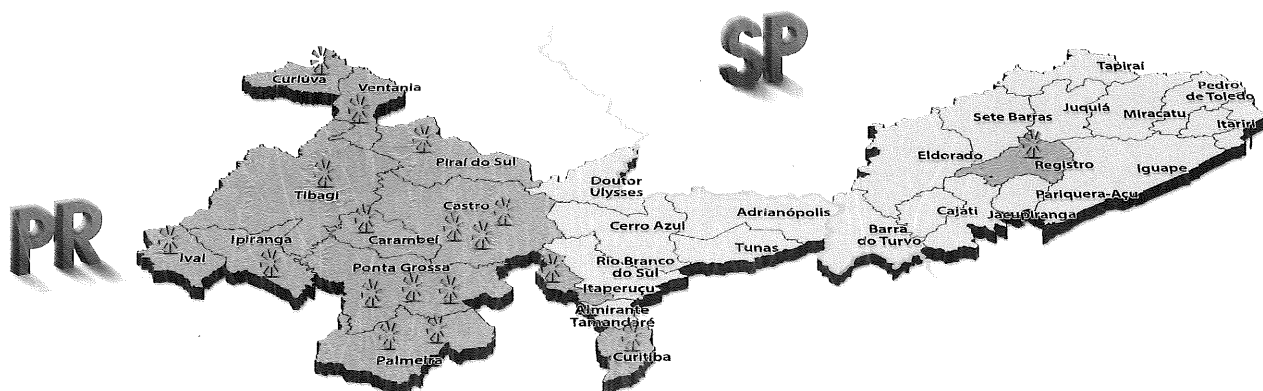 SP
PR
Curiúva
Ventania
Piraí do Sul
Tibagi
Castro
Carambeí
Ipiranga
Ivaí
Ponta Grossa
Palmeira
Doutor
Ulysses
Adrianópolis
Cerro Azul
Tunas
Rio Branco
do Sul
Itaperuçu
Almirante
Tamandaré
Curitiba
Tapiraí
Pedro
de Toledo
Juquiá
Miracatu
Sete Barras
Itariri
Eldorado
Registro
Iguape
Pariquera-Açu
Cajáti
Jacupiranga
Barra
do Turvo